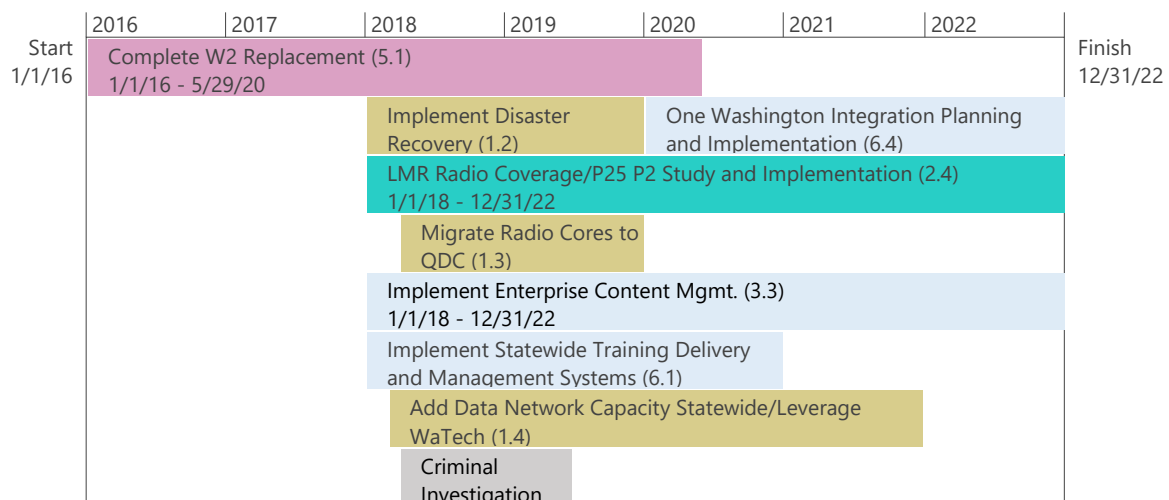 2016 2017 2018 2019 2020 2021 2022
Start
1/1/16
Finish
12/31/22
Complete W2 Replacement (5.1)
1/1/16 - 5/29/20
Implement Disaster
Recovery (1.2)
One Washington Integration Planning
and Implementation (6.4)
LMR Radio Coverage/P25 P2 Study and Implementation (2.4)
1/1/18 - 12/31/22
Migrate Radio Cores to
QDC (1.3)
Implement Enterprise Content Mgmt. (3.3)
1/1/18 - 12/31/22
Implement Statewide Training Delivery
and Management Systems (6.1)
Add Data Network Capacity Statewide/Leverage
WaTech (1.4)
Criminal
Investigation